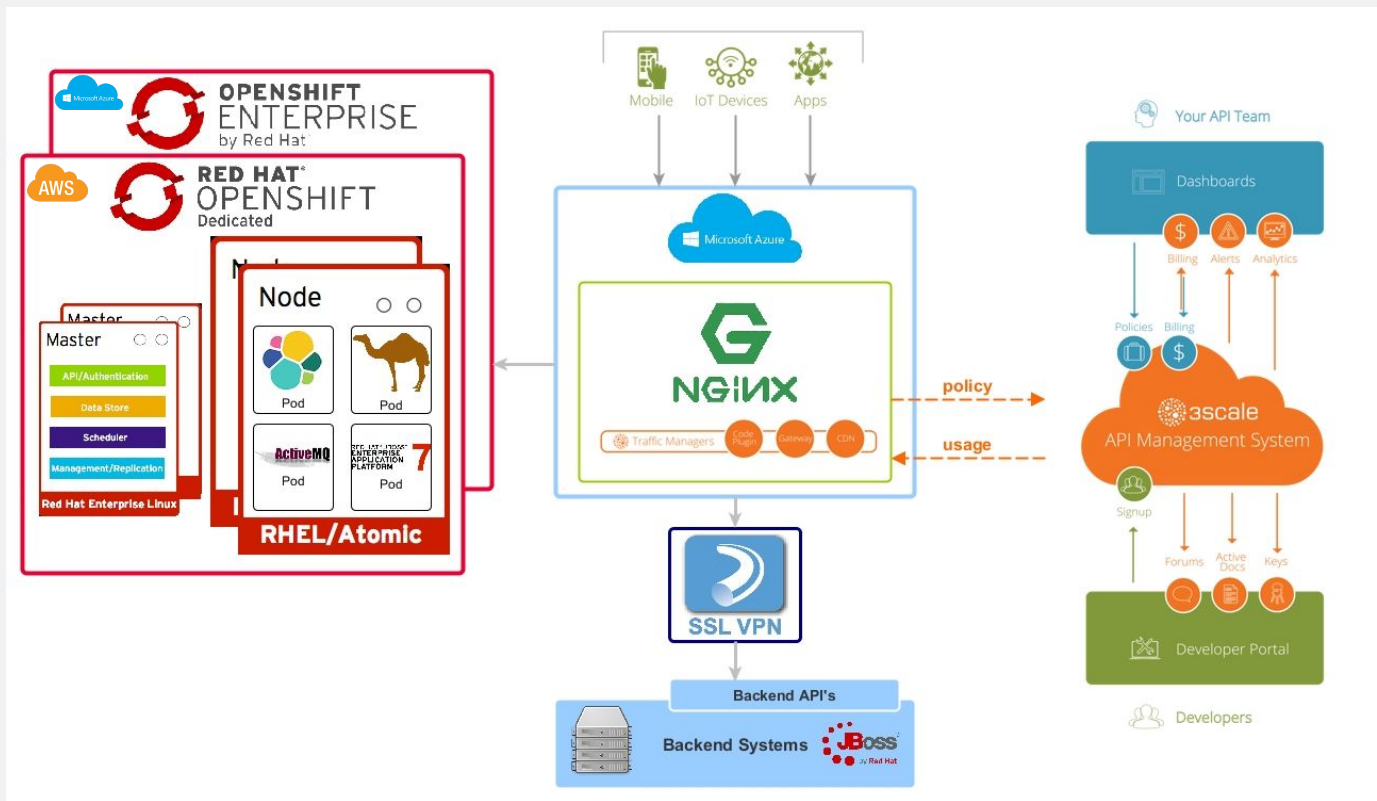 Microsoft Azure
OPENSHIFT
ENTERPRISE
by Red Hat®
AWS
RED HAT®
OPENSHIFT
Dedicated
Master
Master
API/Authentication
Data Store
Scheduler
Management/Replication
Red Hat Enterprise Linux
Node
Pod
Pod
ActiveMQ
Pod
RED HAT JBOSS
ENTERPRISE
APPLICATION
PLATFORM 7
Pod
RHEL/Atomic
Mobile
IoT Devices
Apps
Microsoft Azure
NGiNX
Traffic Managers
Code
Plugin
Gateway
CDN
policy
usage
SSL VPN
Backend API's
Backend Systems
JBoss
by Red Hat
Your API Team
Dashboards
$
Billing
Alerts
Analytics
Policies
Billing
$
3scale
API Management System
Signup
Forums
Active
Docs
Keys
Developer Portal
Developers